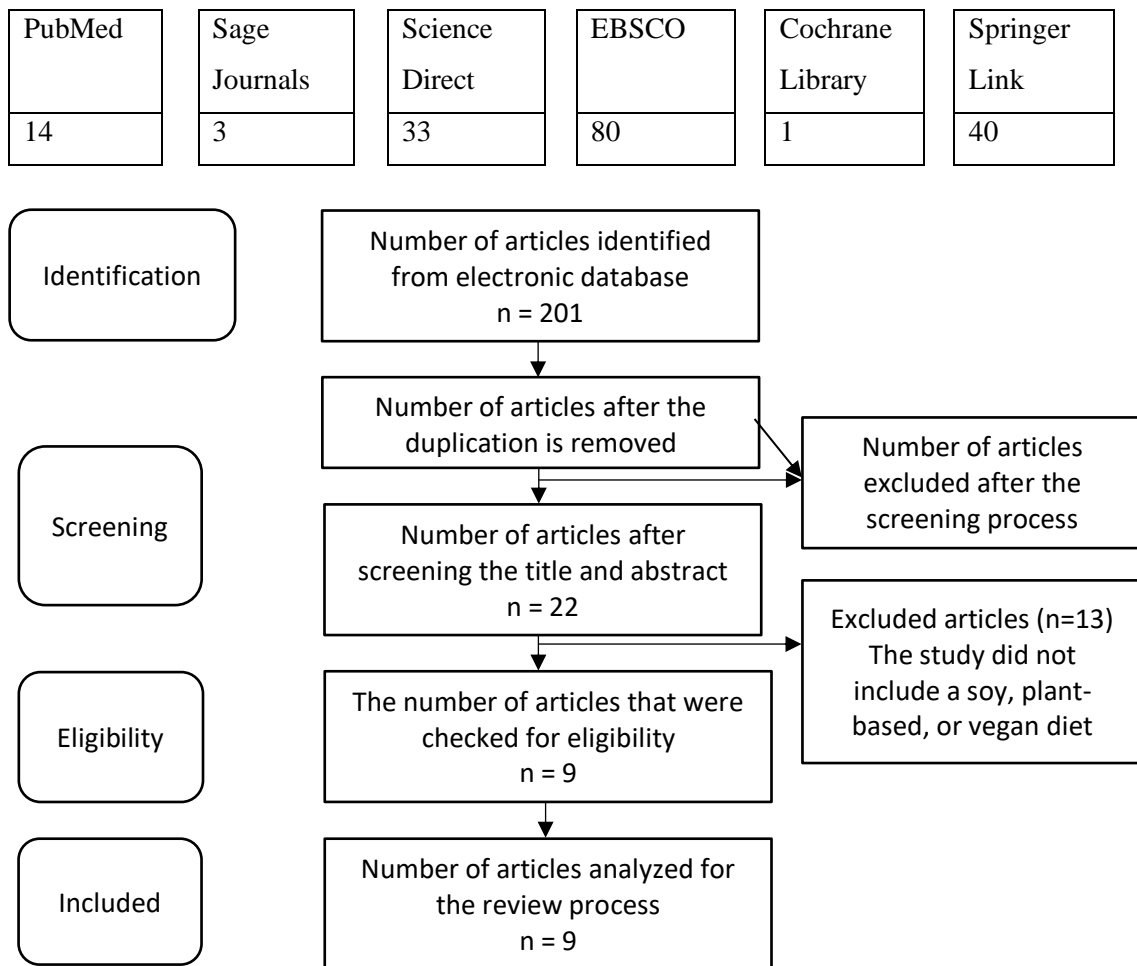 PubMed
Sage
Journals
Science
Direct
EBSCO
Cochrane
Library
Springer
Link
14
3
33
80
1
40
Identification
Number of articles identified
from electronic database
n = 201
Number of articles after the
duplication is removed
Number of articles
excluded after the
screening process
Screening
Number of articles after
screening the title and abstract
n = 22
Excluded articles (n=13)
The study did not
include a soy, plant-
based, or vegan diet
Eligibility
The number of articles that were
checked for eligibility
n = 9
Included
Number of articles analyzed for
the review process
n = 9